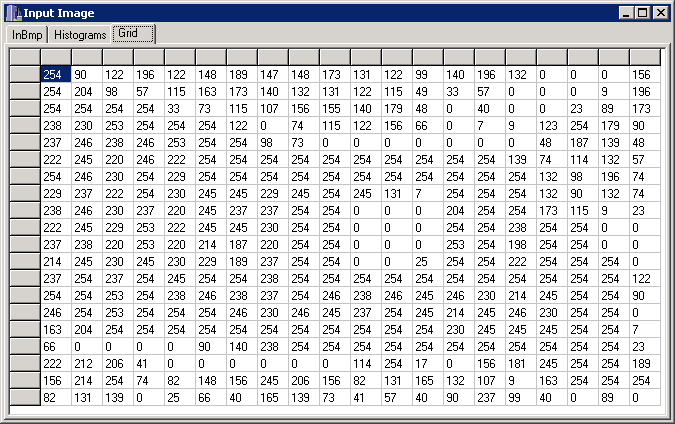 Input Image
InBmp Histograms Grid
254 90 122 196 122 148 189 147 148 173 131 122 99 140 196 132 0 0 0 156
254 204 98 57 115 163 173 140 132 131 122 115 49 33 57 0 0 0 9 196
254 254 254 254 33 73 115 107 156 155 140 179 48 0 40 0 0 23 89 173
238 230 253 254 254 254 122 0 74 115 122 156 66 0 7 9 123 254 179 90
237 246 238 246 253 254 254 98 73 0 0 0 0 0 0 0 48 187 139 48
222 245 220 246 222 254 254 254 254 254 254 254 254 254 254 139 74 114 132 57
254 246 230 254 229 254 254 254 254 254 254 254 254 254 254 254 132 98 196 74
229 237 222 254 230 245 245 229 245 254 245 131 7 254 254 254 132 90 132 74
238 246 230 237 220 245 237 237 254 254 0 0 0 204 254 254 173 115 9 23
222 245 229 253 222 245 245 230 254 254 0 0 0 254 254 238 254 254 0 0
237 238 220 253 220 214 187 220 254 254 0 0 0 253 254 198 254 254 0 0
214 245 230 245 230 229 189 237 254 254 0 0 25 254 254 222 254 254 254 0
237 254 237 254 245 254 254 238 254 254 254 254 254 254 254 254 254 254 254 122
254 254 253 254 254 238 246 238 237 254 246 238 246 245 246 230 214 245 254 90
246 254 253 254 254 254 246 230 254 246 245 237 254 245 214 245 246 230 254 0
163 204 254 254 254 254 254 254 254 254 254 254 254 230 245 245 245 254 254 7
66 0 0 0 0 90 140 238 254 254 254 254 254 254 254 254 254 254 254 23
222 212 206 41 0 0 0 0 0 0 114 254 17 0 156 181 245 254 254 189
156 214 254 74 82 148 156 245 206 156 82 131 165 132 107 9 163 254 254 254
82 131 139 0 25 66 40 165 139 73 41 57 40 90 237 99 40 0 89 0